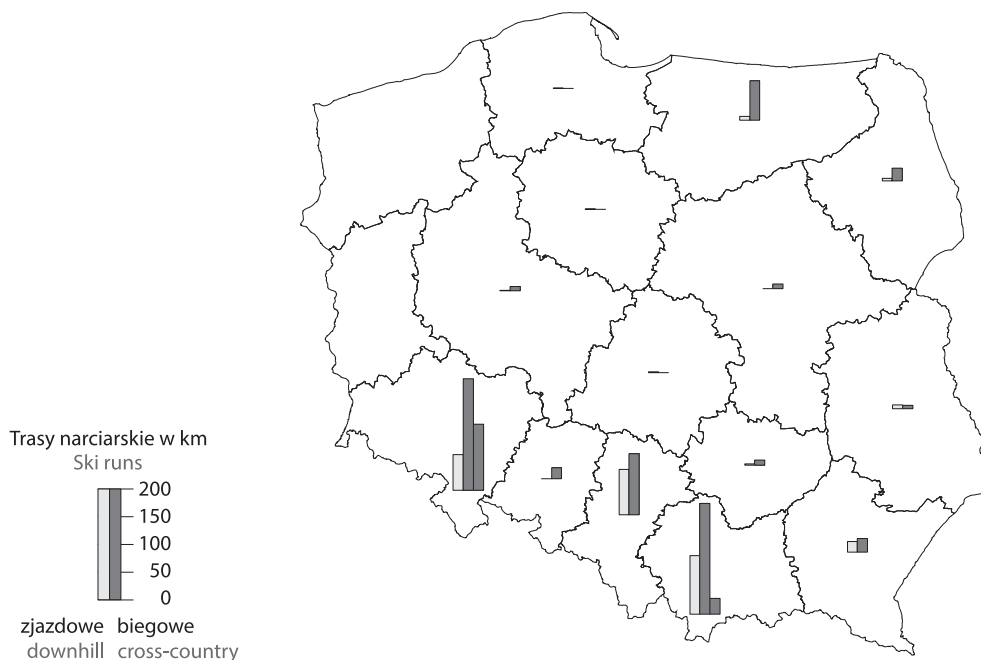 Trasy narciarskie w km
Ski runs
200
150
100
50
0
zjazdowe biegowe
downhill cross-country